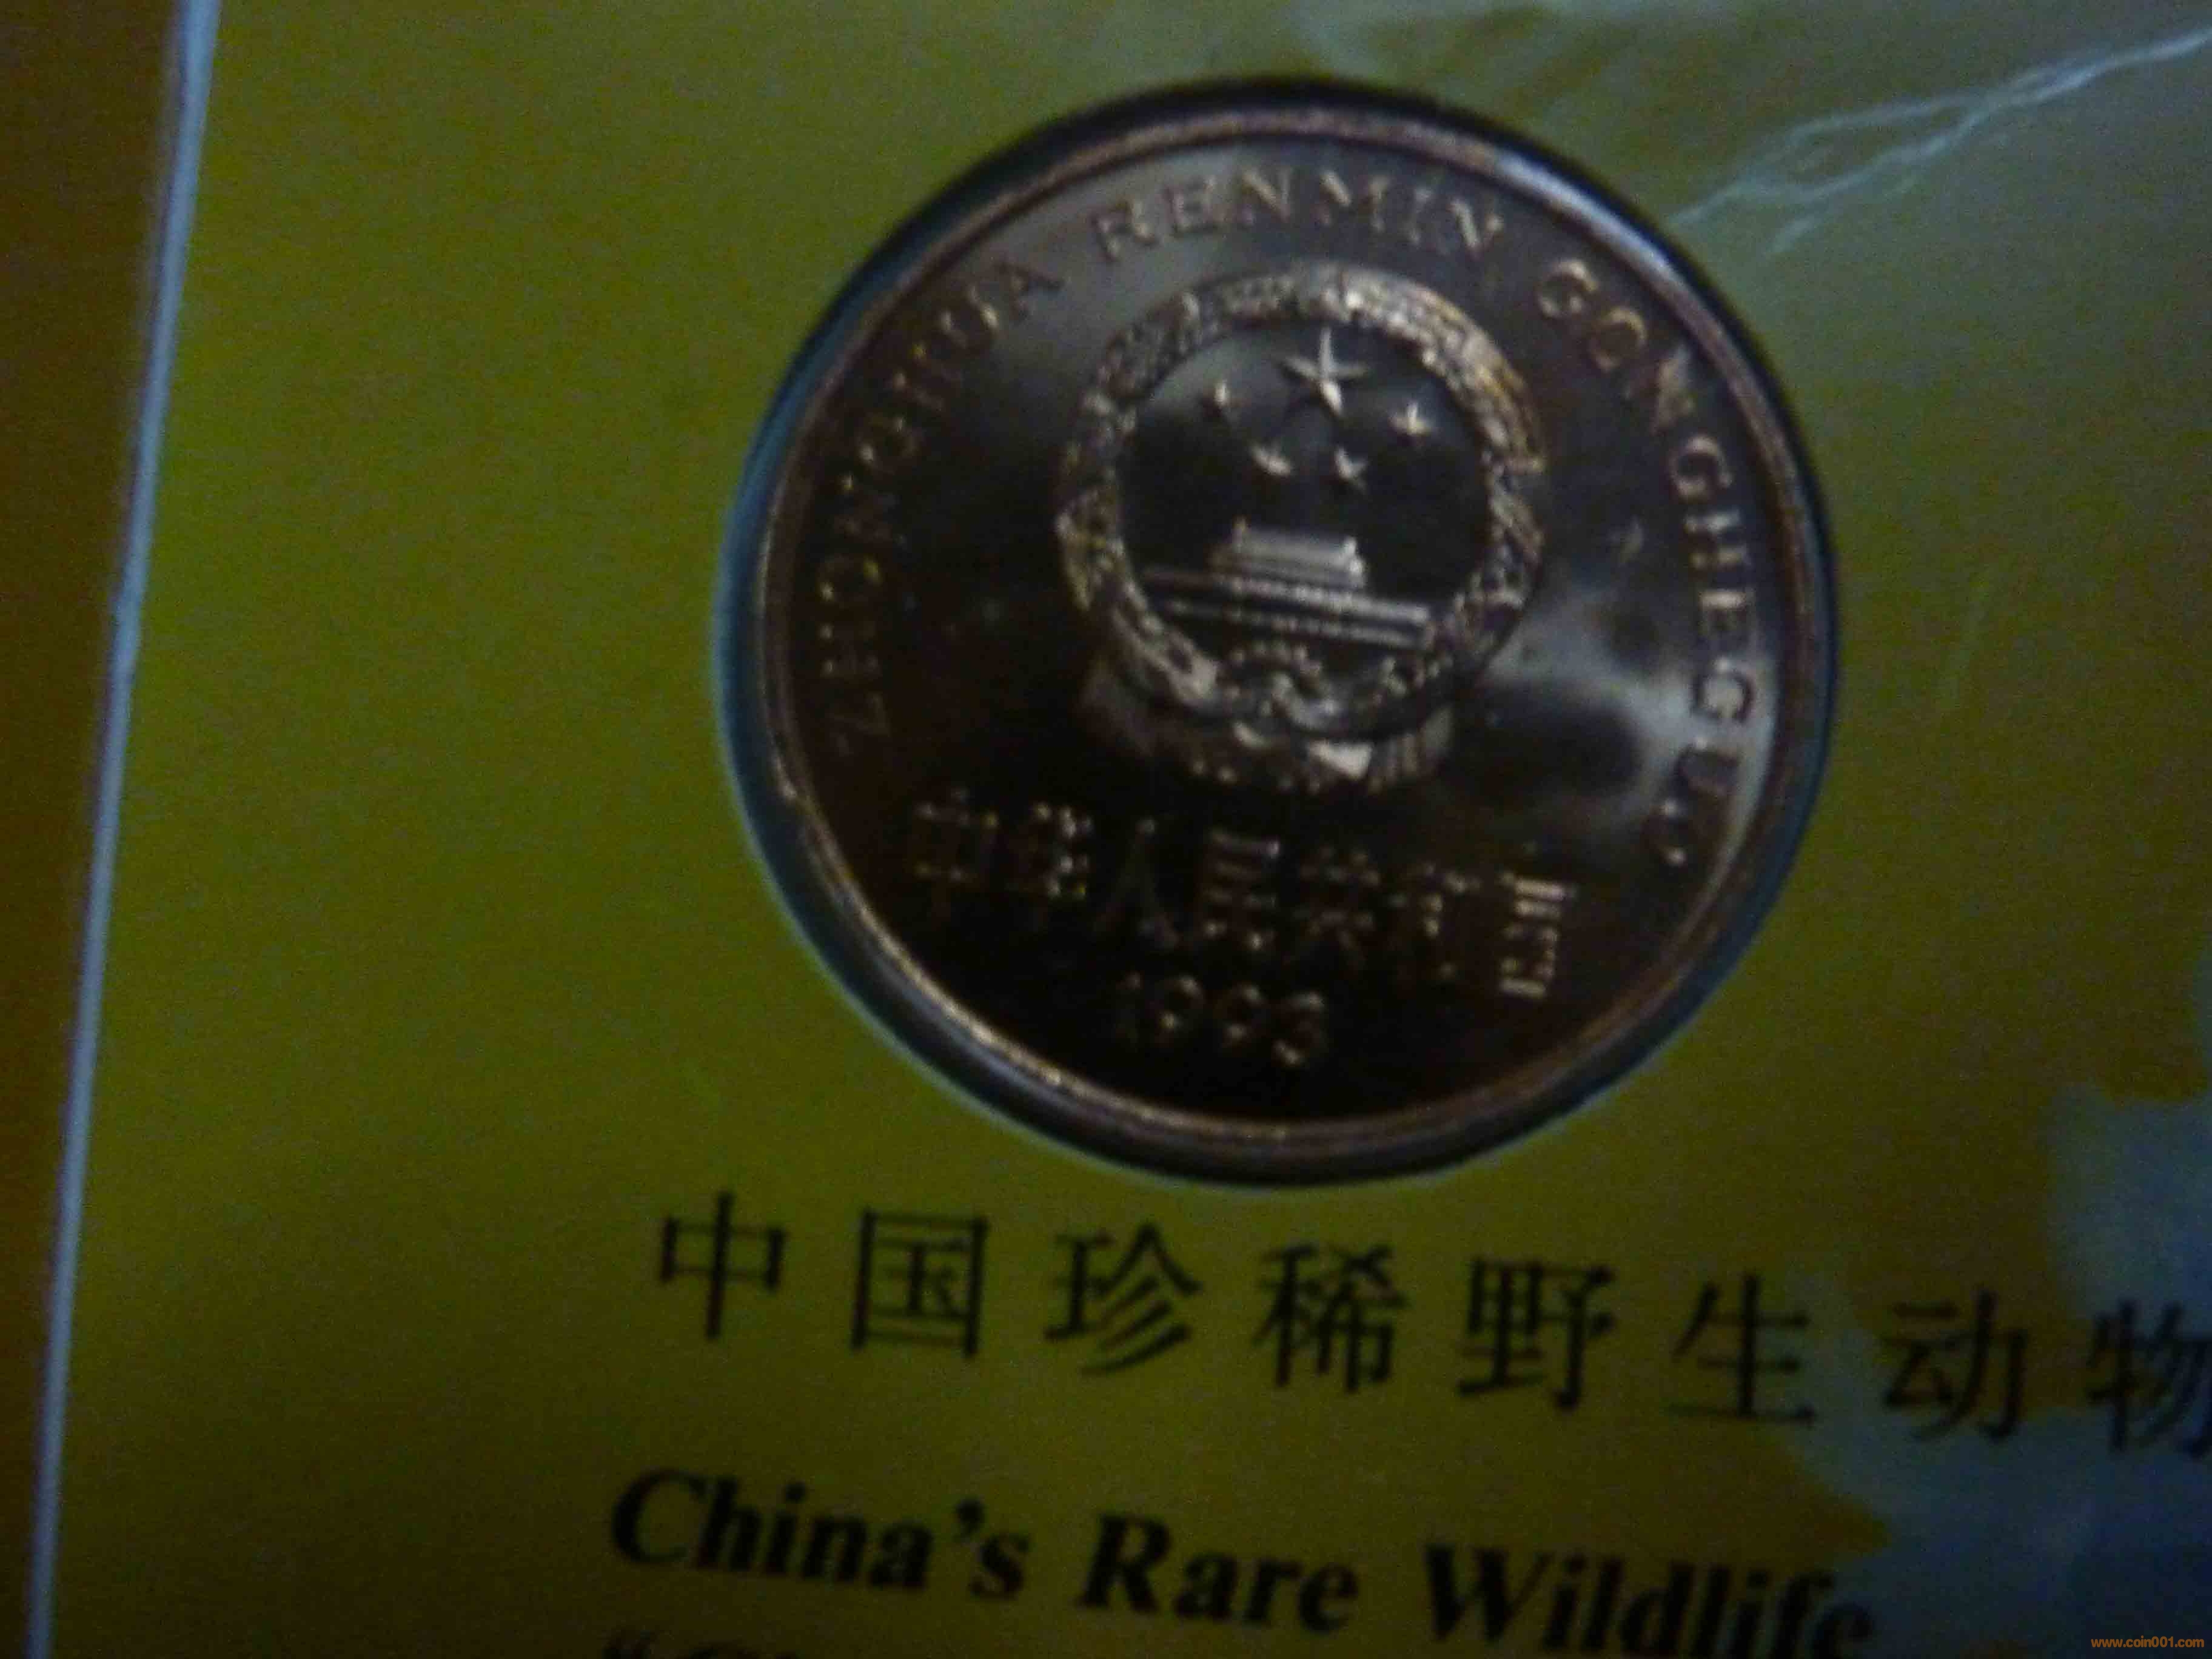 ZHONGHUA RENMIN GONGHEGUO
中华人民共和国
1993
中国珍稀野生动物
China's Rare Wildlife
www.coin001.com